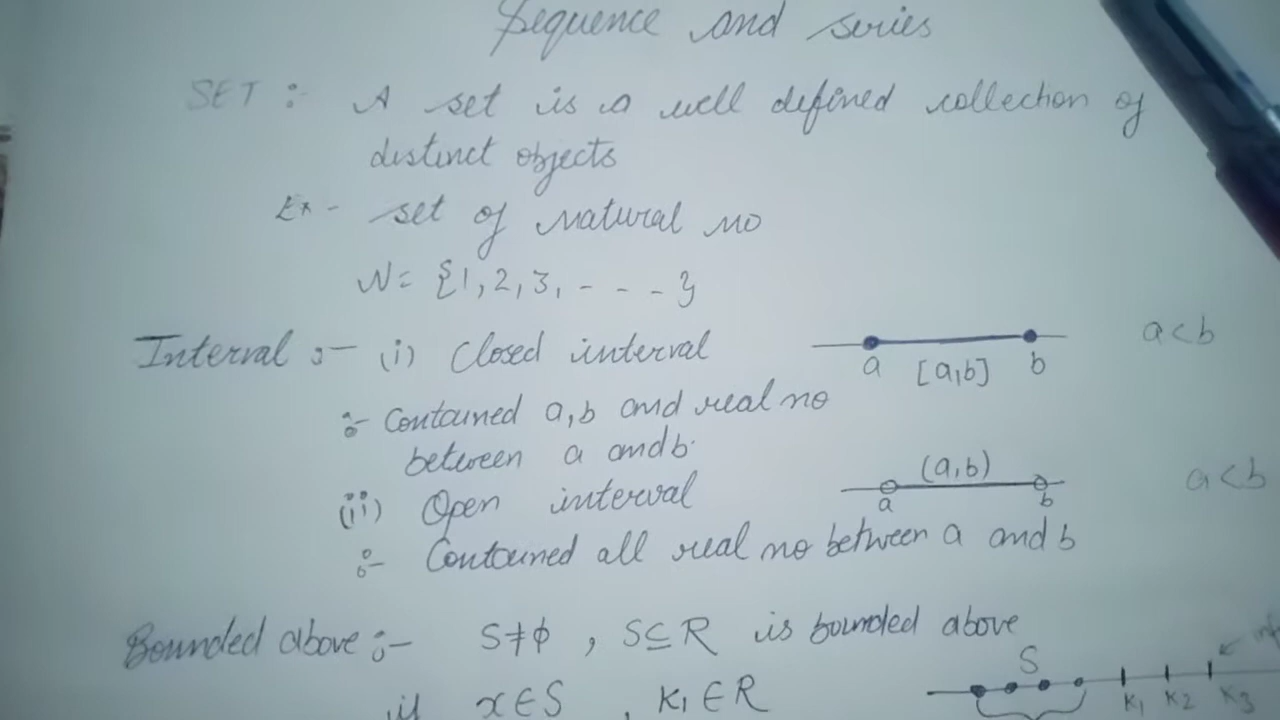 Sequence and series
SET :- A set is a well defined collection of
distinct objects
Ex - set of natural no
N= {1,2,3, - - - }
Interval :- (i) Closed interval
a [a,b] b a<b
:- Contained a,b and real no
between a and b.
(ii) Open interval
(a,b)
a b a<b
:- Contained all real no between a and b
Bounded above :- S≠ϕ , S⊆R is bounded above
if x∈S , K₁∈R
S
K₁ K₂ K₃